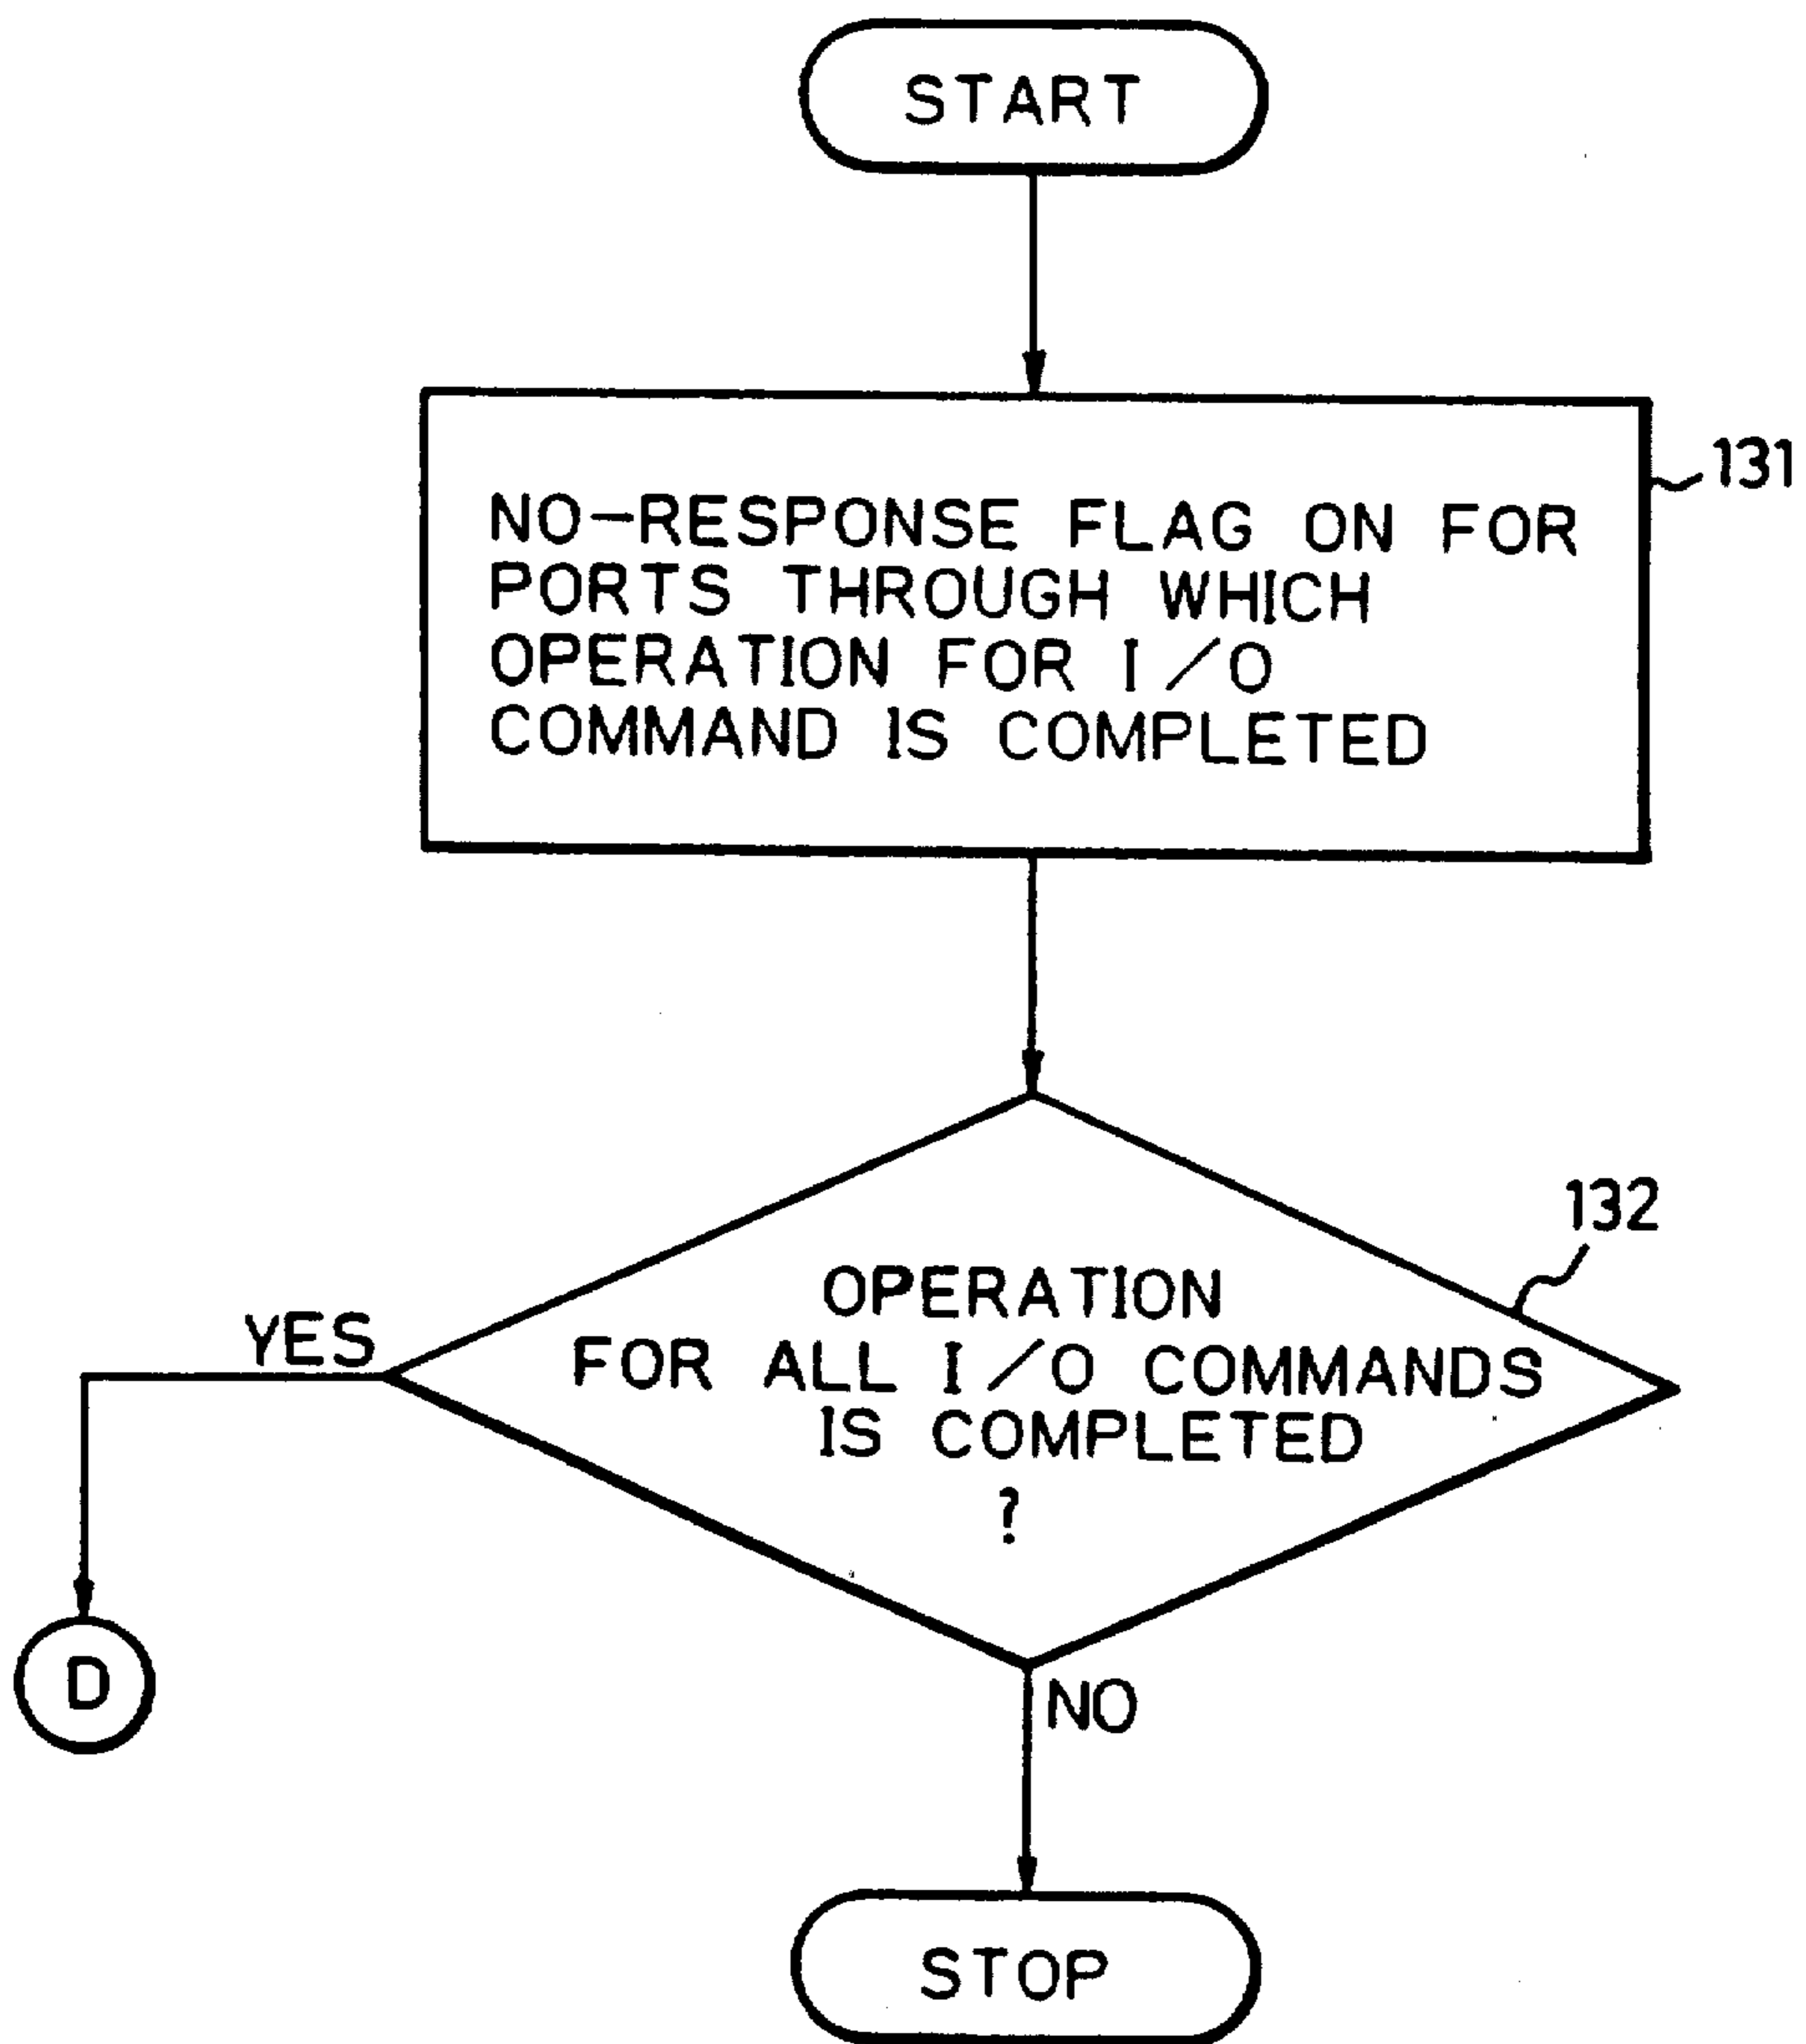 START
NO-RESPONSE FLAG ON FOR
PORTS THROUGH WHICH
OPERATION FOR I/O
COMMAND IS COMPLETED
131
132
OPERATION
FOR ALL I/O COMMANDS
IS COMPLETED
?
YES
D
NO
STOP